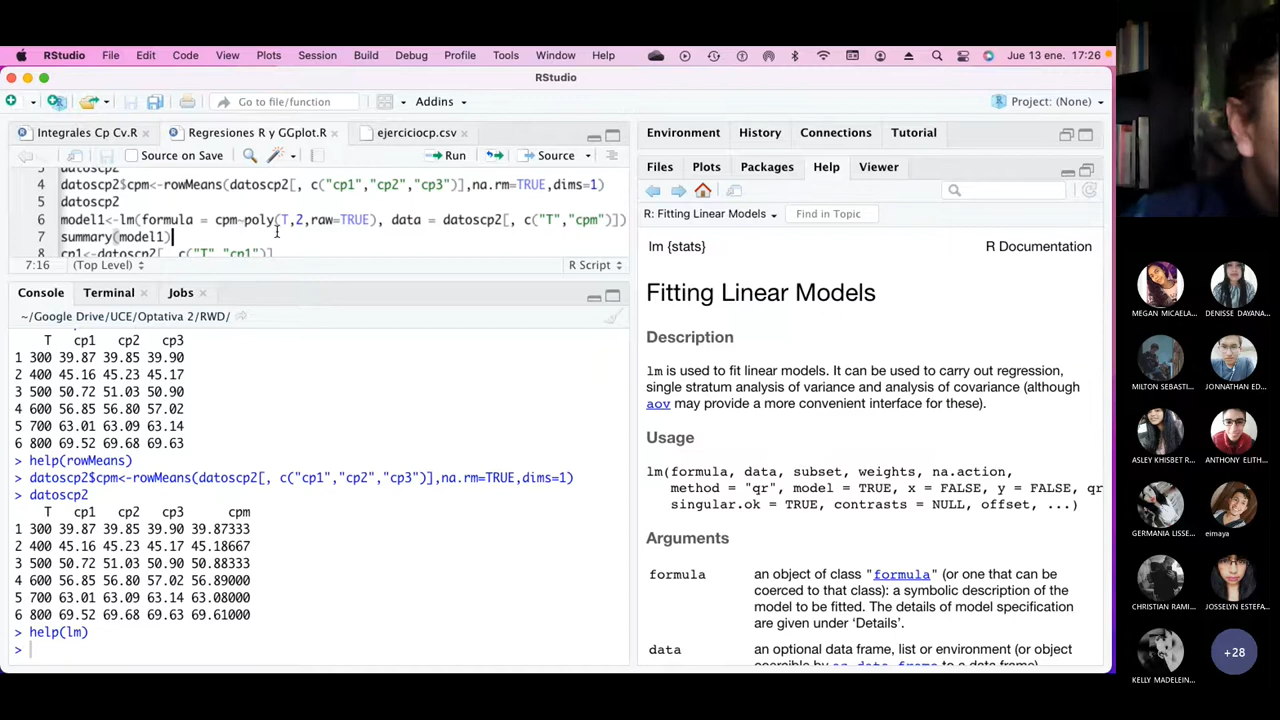 RStudio File Edit Code View Plots Session Build Debug Profile Tools Window Help Jue 13 ene. 17:26
RStudio
Go to file/function Addins Project: (None)
Integrales Cp Cv.R Regresiones R y GGplot.R ejerciciocp.csv
Source on Save Run Source
3 datoscp2
4 datoscp2$cpm<-rowMeans(datoscp2[, c("cp1","cp2","cp3")],na.rm=TRUE,dims=1)
5 datoscp2
6 model1<-lm(formula = cpm~poly(T,2,raw=TRUE), data = datoscp2[, c("T","cpm")])
7 summary(model1)
8 cp1<-datoscp2[, c("T","cp1")]
7:16 (Top Level) R Script
Console Terminal Jobs
~/Google Drive/UCE/Optativa 2/RWD/
T cp1 cp2 cp3
1 300 39.87 39.85 39.90
2 400 45.16 45.23 45.17
3 500 50.72 51.03 50.90
4 600 56.85 56.80 57.02
5 700 63.01 63.09 63.14
6 800 69.52 69.68 69.63
> help(rowMeans)
> datoscp2$cpm<-rowMeans(datoscp2[, c("cp1","cp2","cp3")],na.rm=TRUE,dims=1)
> datoscp2
T cp1 cp2 cp3 cpm
1 300 39.87 39.85 39.90 39.87333
2 400 45.16 45.23 45.17 45.18667
3 500 50.72 51.03 50.90 50.88333
4 600 56.85 56.80 57.02 56.89000
5 700 63.01 63.09 63.14 63.08000
6 800 69.52 69.68 69.63 69.61000
> help(lm)
>
Environment History Connections Tutorial
Files Plots Packages Help Viewer
R: Fitting Linear Models Find in Topic
lm {stats} R Documentation
Fitting Linear Models
Description
lm is used to fit linear models. It can be used to carry out regression,
single stratum analysis of variance and analysis of covariance (although
aov may provide a more convenient interface for these).
Usage
lm(formula, data, subset, weights, na.action,
method = "qr", model = TRUE, x = FALSE, y = FALSE, qr
singular.ok = TRUE, contrasts = NULL, offset, ...)
Arguments
formula an object of class "formula" (or one that can be
coerced to that class): a symbolic description of the
model to be fitted. The details of model specification
are given under ‘Details’.
data an optional data frame, list or environment (or object
coercible by as.data.frame to a data frame)
MEGAN MICAELA... DENISSE DAYANA...
MILTON SEBASTI... JONNATHAN ED...
ASLEY KHISBET R... ANTHONY ELITH...
GERMANIA LISSE... eimaya
CHRISTIAN RAMI... JOSSELYN ESTEFA...
KELLY MADELEIN... +28